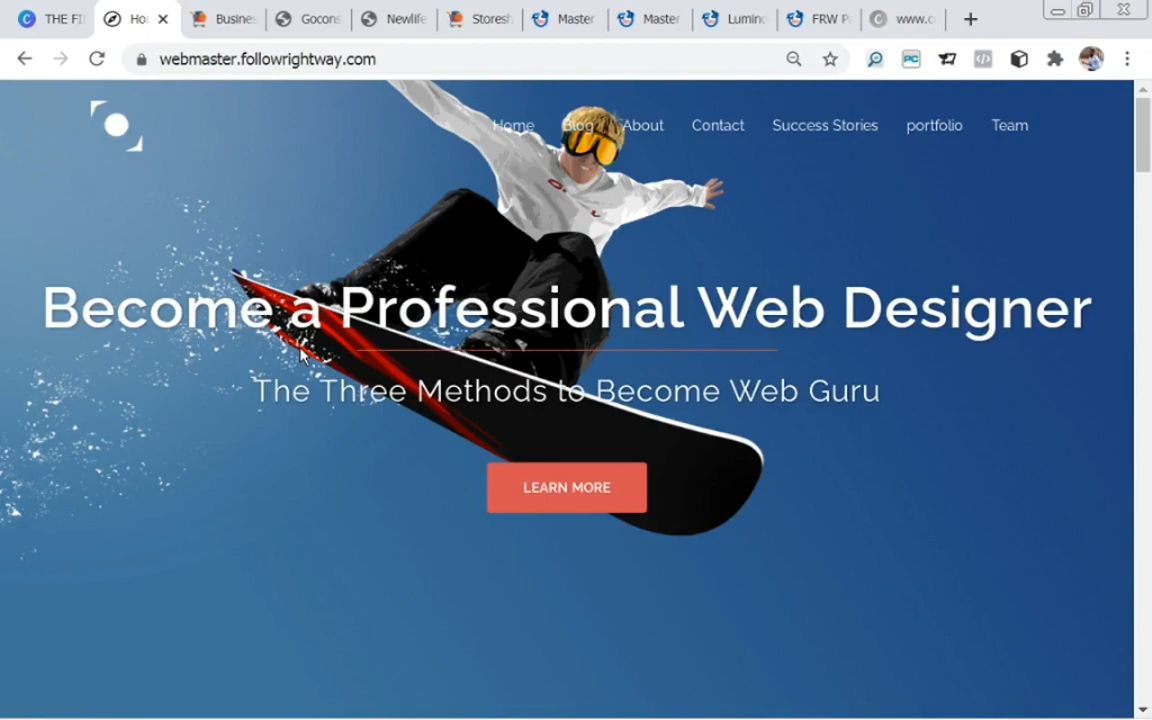 THE FI
Ho
Busines
Gocons
Newlife
Storesh
Master
Master
Lumino
FRW P
www.c
webmaster.followrightway.com
PC
Home Blog About Contact Success Stories portfolio Team
Become a Professional Web Designer
The Three Methods to Become Web Guru
LEARN MORE